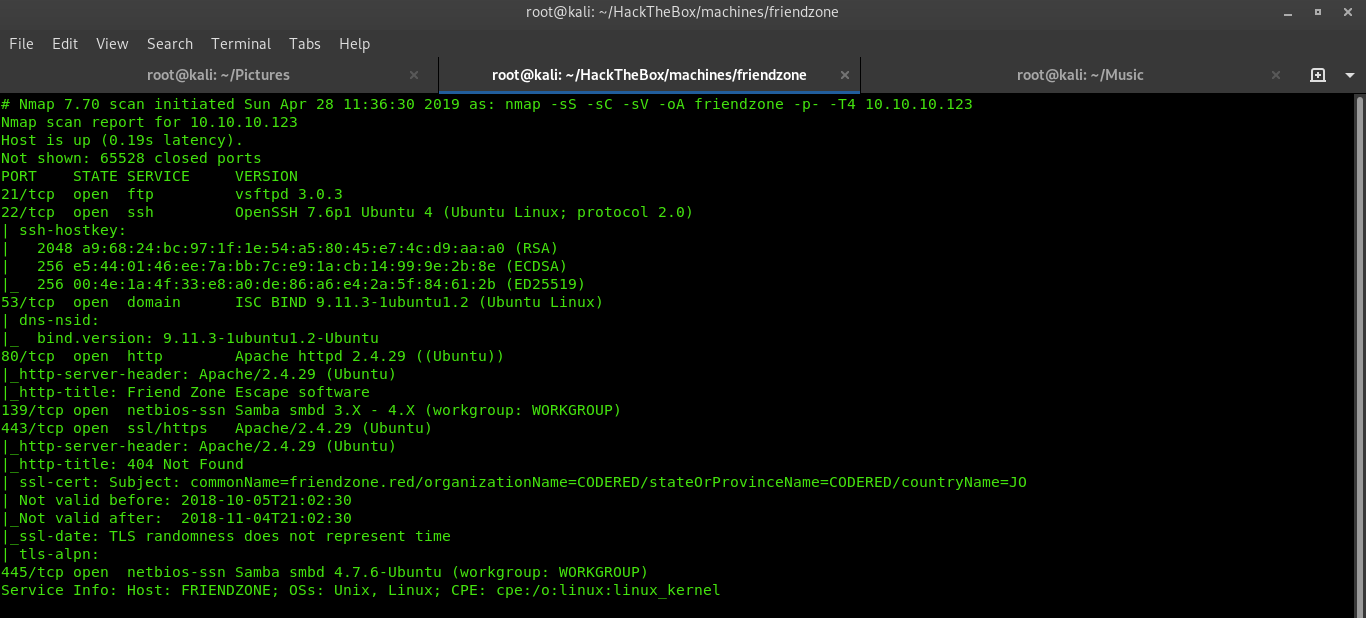 root@kali: ~/HackTheBox/machines/friendzone
File Edit View Search Terminal Tabs Help
root@kali: ~/Pictures root@kali: ~/HackTheBox/machines/friendzone root@kali: ~/Music
# Nmap 7.70 scan initiated Sun Apr 28 11:36:30 2019 as: nmap -sS -sC -sV -oA friendzone -p- -T4 10.10.10.123
Nmap scan report for 10.10.10.123
Host is up (0.19s latency).
Not shown: 65528 closed ports
PORT    STATE SERVICE     VERSION
21/tcp  open  ftp         vsftpd 3.0.3
22/tcp  open  ssh         OpenSSH 7.6p1 Ubuntu 4 (Ubuntu Linux; protocol 2.0)
| ssh-hostkey:
|   2048 a9:68:24:bc:97:1f:1e:54:a5:80:45:e7:4c:d9:aa:a0 (RSA)
|   256 e5:44:01:46:ee:7a:bb:7c:e9:1a:cb:14:99:9e:2b:8e (ECDSA)
|_  256 00:4e:1a:4f:33:e8:a0:de:86:a6:e4:2a:5f:84:61:2b (ED25519)
53/tcp  open  domain      ISC BIND 9.11.3-1ubuntu1.2 (Ubuntu Linux)
| dns-nsid:
|_  bind.version: 9.11.3-1ubuntu1.2-Ubuntu
80/tcp  open  http        Apache httpd 2.4.29 ((Ubuntu))
|_http-server-header: Apache/2.4.29 (Ubuntu)
|_http-title: Friend Zone Escape software
139/tcp open  netbios-ssn Samba smbd 3.X - 4.X (workgroup: WORKGROUP)
443/tcp open  ssl/https   Apache/2.4.29 (Ubuntu)
|_http-server-header: Apache/2.4.29 (Ubuntu)
|_http-title: 404 Not Found
| ssl-cert: Subject: commonName=friendzone.red/organizationName=CODERED/stateOrProvinceName=CODERED/countryName=JO
| Not valid before: 2018-10-05T21:02:30
|_Not valid after:  2018-11-04T21:02:30
|_ssl-date: TLS randomness does not represent time
| tls-alpn:
445/tcp open  netbios-ssn Samba smbd 4.7.6-Ubuntu (workgroup: WORKGROUP)
Service Info: Host: FRIENDZONE; OSs: Unix, Linux; CPE: cpe:/o:linux:linux_kernel